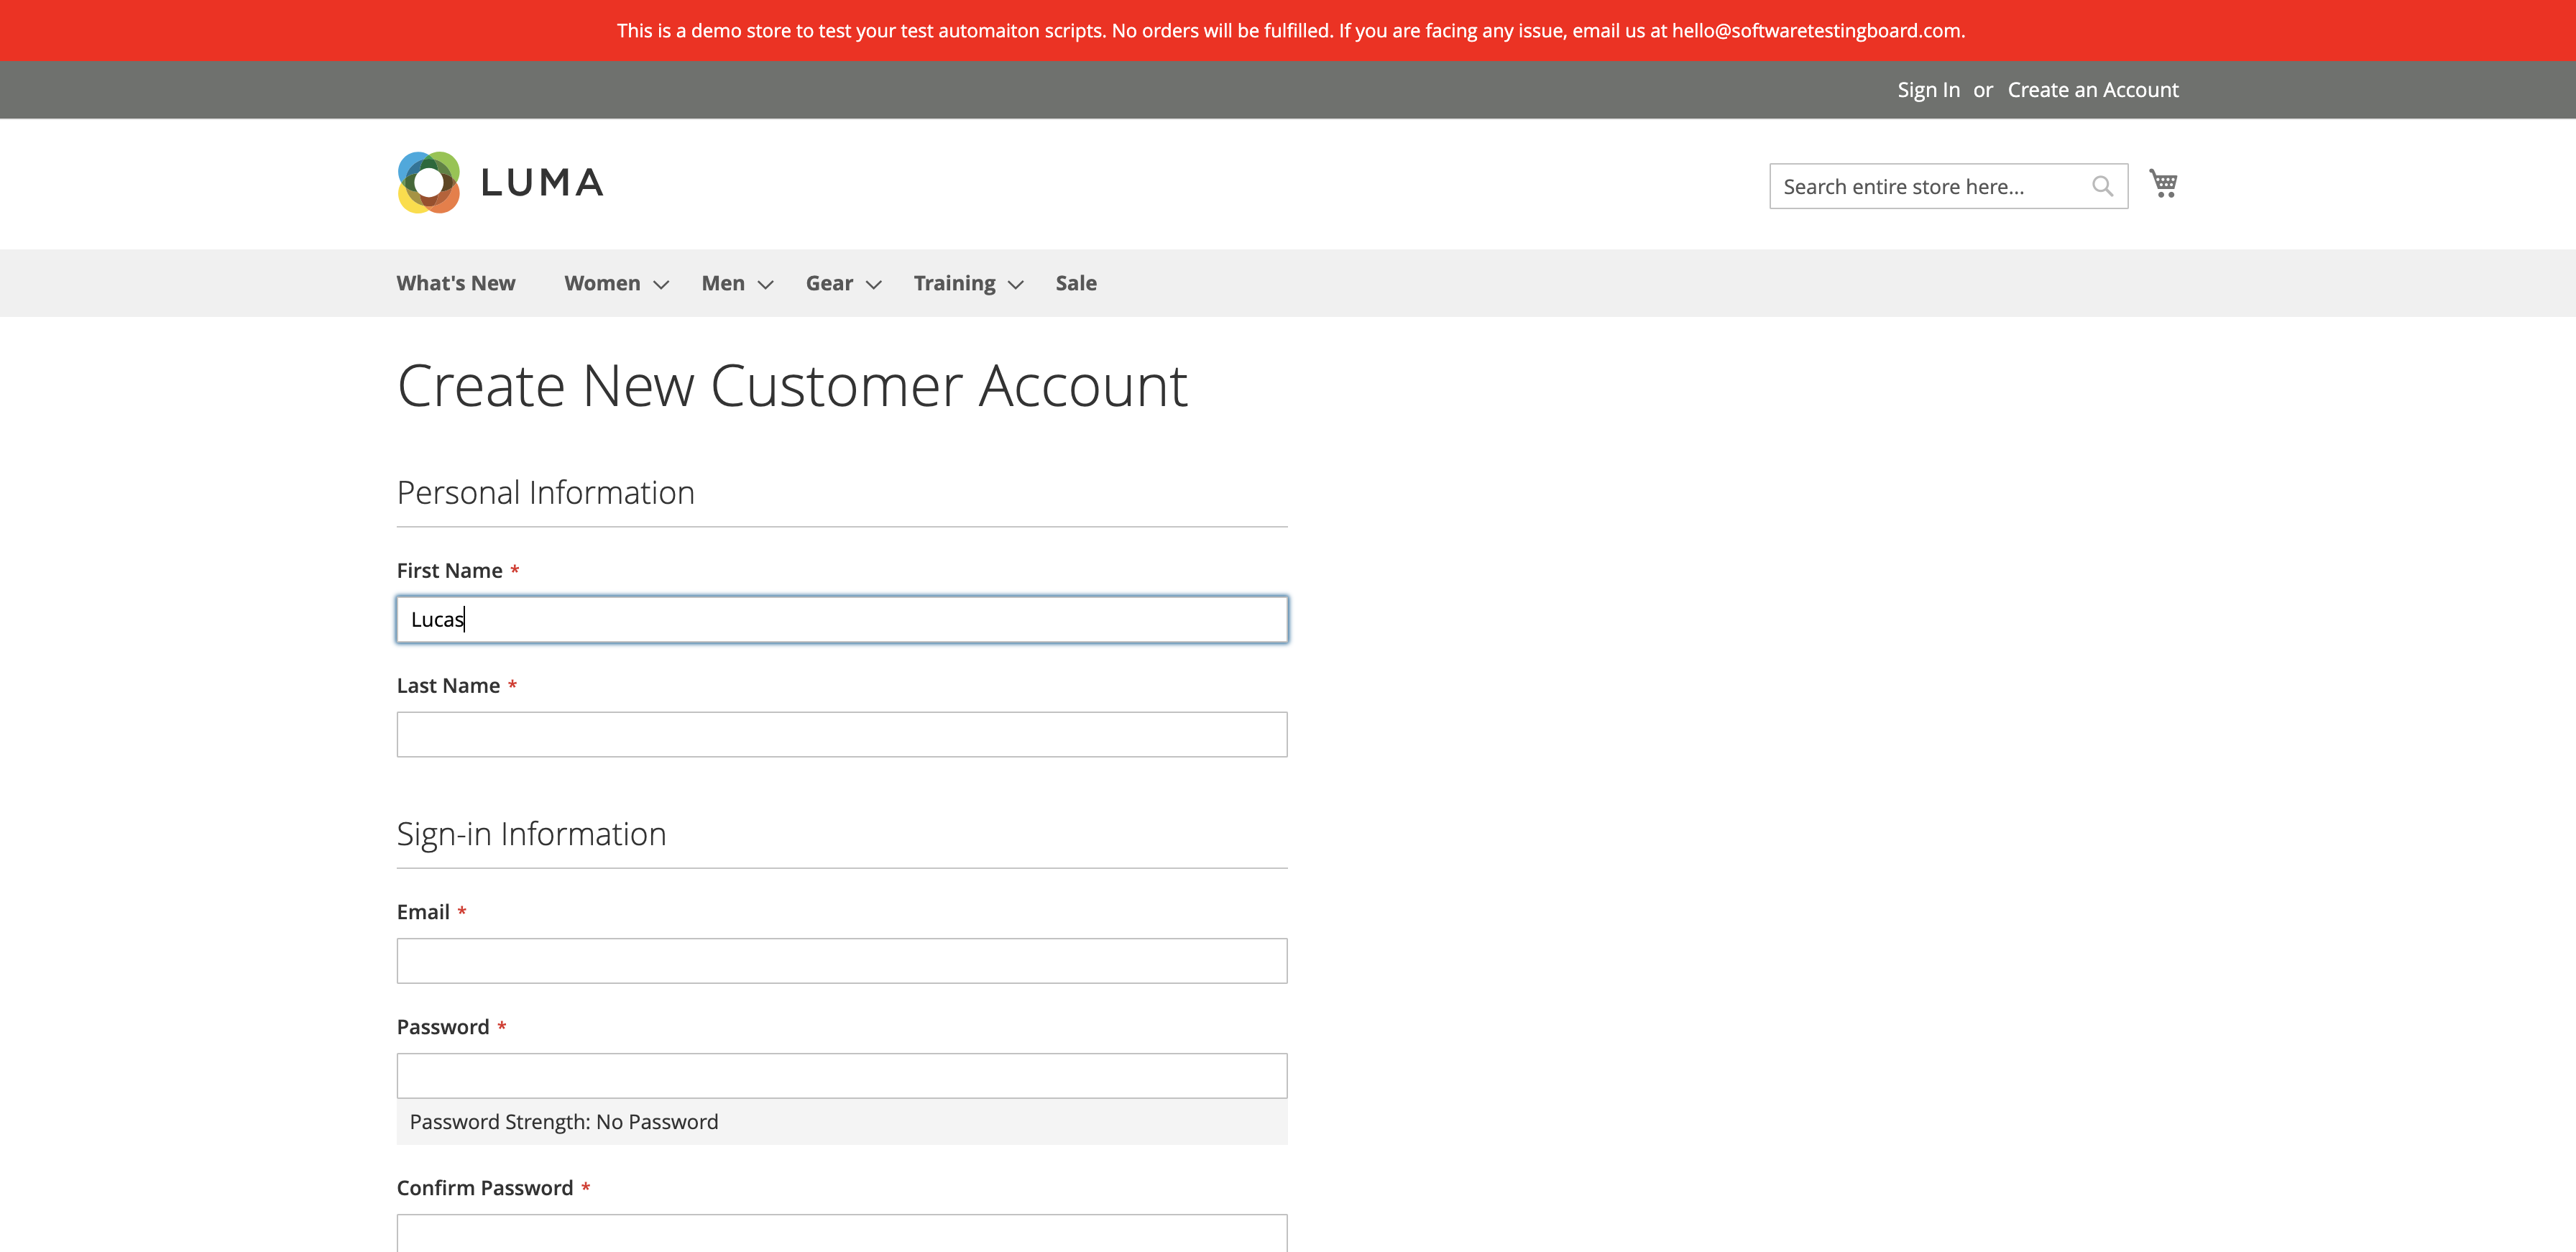 This is a demo store to test your test automaiton scripts. No orders will be fulfilled. If you are facing any issue, email us at hello@softwaretestingboard.com.
Sign In or Create an Account
LUMA
Search entire store here...
What's New Women Men Gear Training Sale
Create New Customer Account
Personal Information
First Name *
Lucas
Last Name *
Sign-in Information
Email *
Password *
Password Strength: No Password
Confirm Password *